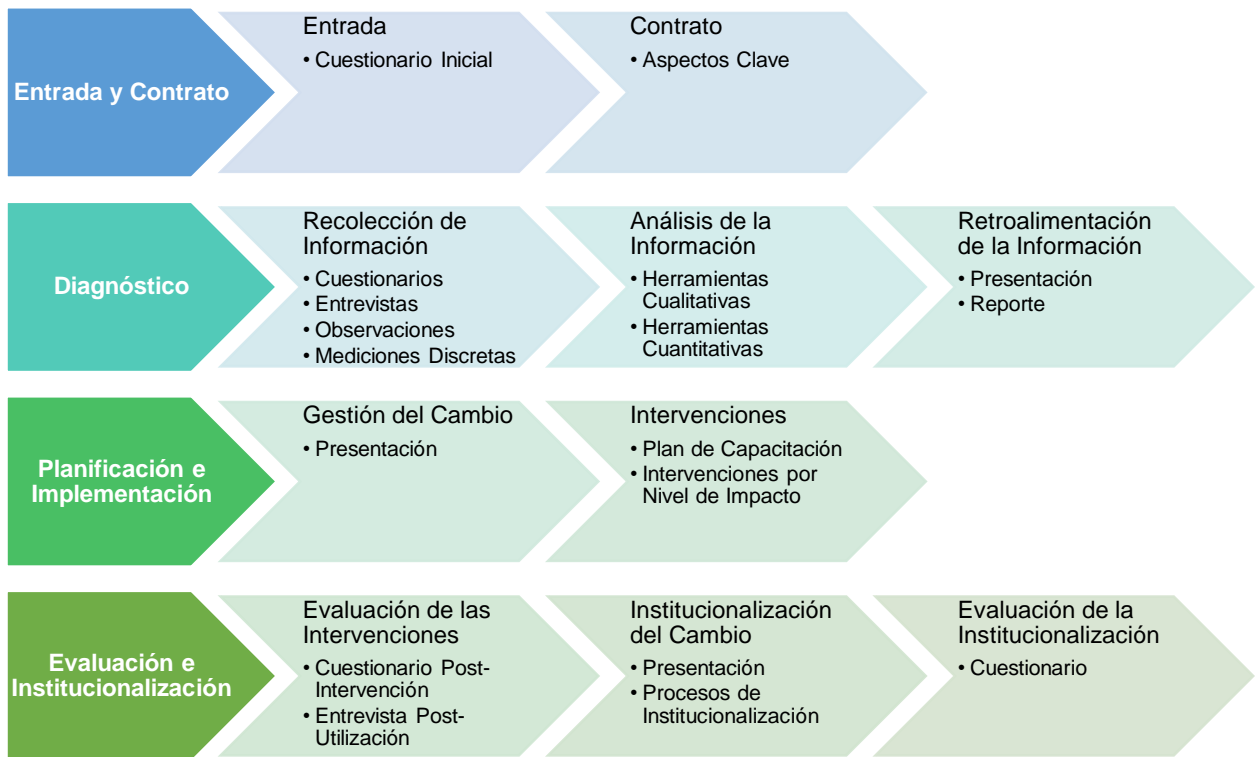 Entrada y Contrato
Entrada
• Cuestionario Inicial
Contrato
• Aspectos Clave
Diagnóstico
Recolección de
Información
• Cuestionarios
• Entrevistas
• Observaciones
• Mediciones Discretas
Análisis de la
Información
• Herramientas
Cualitativas
• Herramientas
Cuantitativas
Retroalimentación
de la Información
• Presentación
• Reporte
Planificación e
Implementación
Gestión del Cambio
• Presentación
Intervenciones
• Plan de Capacitación
• Intervenciones por
Nivel de Impacto
Evaluación e
Institucionalización
Evaluación de las
Intervenciones
• Cuestionario Post-
Intervención
• Entrevista Post-
Utilización
Institucionalización
del Cambio
• Presentación
• Procesos de
Institucionalización
Evaluación de la
Institucionalización
• Cuestionario